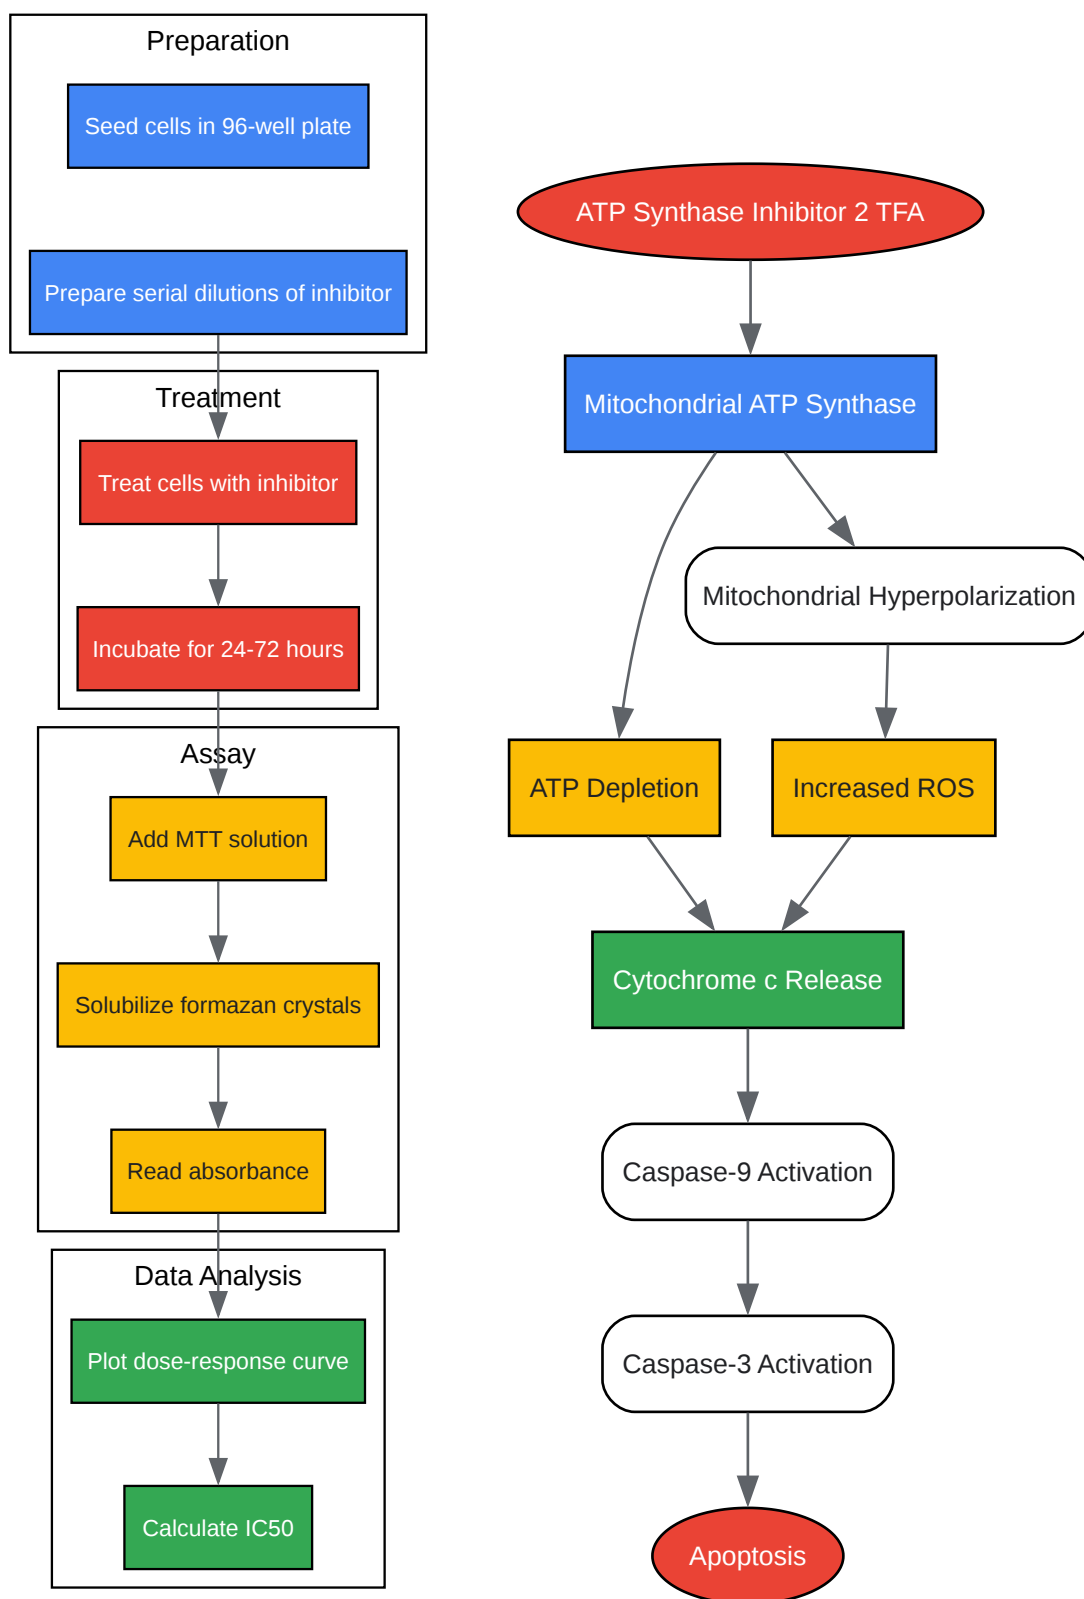 Preparation
Seed cells in 96-well plate
Prepare serial dilutions of inhibitor
Treatment
Treat cells with inhibitor
Incubate for 24-72 hours
Assay
Add MTT solution
Solubilize formazan crystals
Read absorbance
Data Analysis
Plot dose-response curve
Calculate IC50
ATP Synthase Inhibitor 2 TFA
Mitochondrial ATP Synthase
Mitochondrial Hyperpolarization
ATP Depletion
Increased ROS
Cytochrome c Release
Caspase-9 Activation
Caspase-3 Activation
Apoptosis